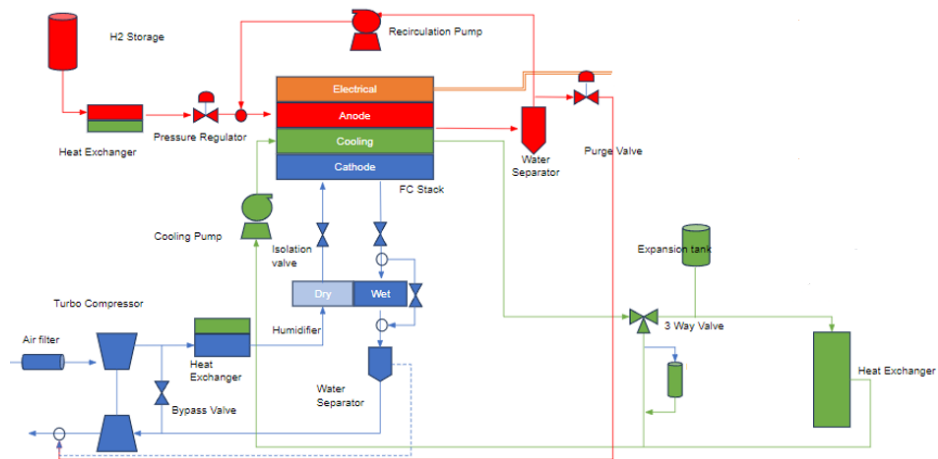 H2 Storage
Recirculation Pump
Electrical
Anode
Pressure Regulator
Heat Exchanger
Cooling
Water
Separator
Purge Valve
Cathode
FC Stack
Cooling Pump
Isolation
valve
Expansion tank
Dry
Wet
Turbo Compressor
Humidifier
3 Way Valve
Air filter
Heat
Exchanger
Water
Separator
Heat Exchanger
Bypass Valve